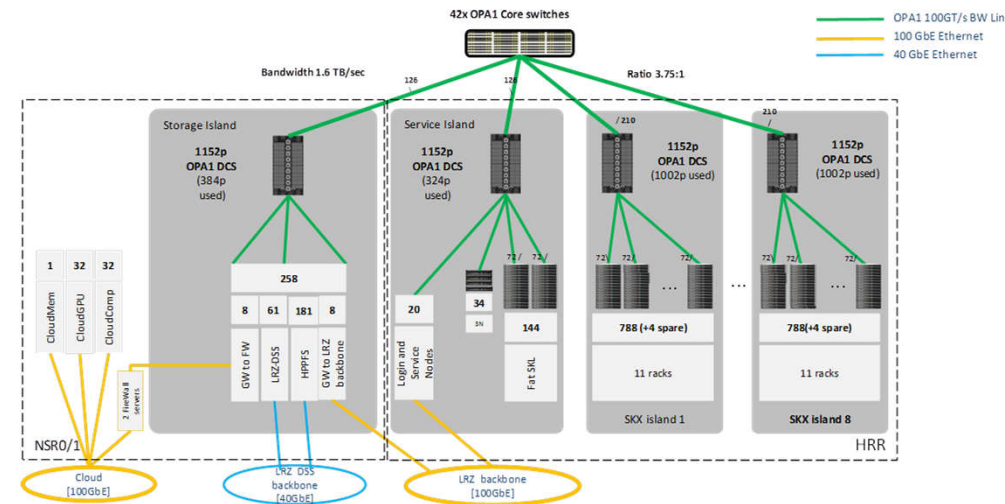 42x OPA1 Core switches
OPA1 100GT/s BW Lin
100 GbE Ethernet
40 GbE Ethernet
Bandwidth 1.6 TB/sec
Ratio 3.75:1
126
126
/ 210
210
/
Storage Island
1152p
OPA1 DCS
(384p
used)
Service Island
1152p
OPA1 DCS
(324p
used)
1152p
OPA1 DCS
(1002p used)
1152p
OPA1 DCS
(1002p used)
72/
72/
72\
72/
72\
72/
1
32
32
CloudMem
CloudGPU
CloudComp
2 FireWall
servers
258
8
61
181
8
GW to FW
LRZ-DSS
HPPFS
GW to LRZ
backbone
20
Login and
Service
Nodes
34
SN
144
Fat SKL
...
...
...
788 (+4 spare)
11 racks
SKX island 1
788(+4 spare)
11 racks
SKX island 8
NSR0/1
HRR
Cloud
[100GbE]
LRZ DSS
backbone
[40GbE]
LRZ backbone
[100GbE]